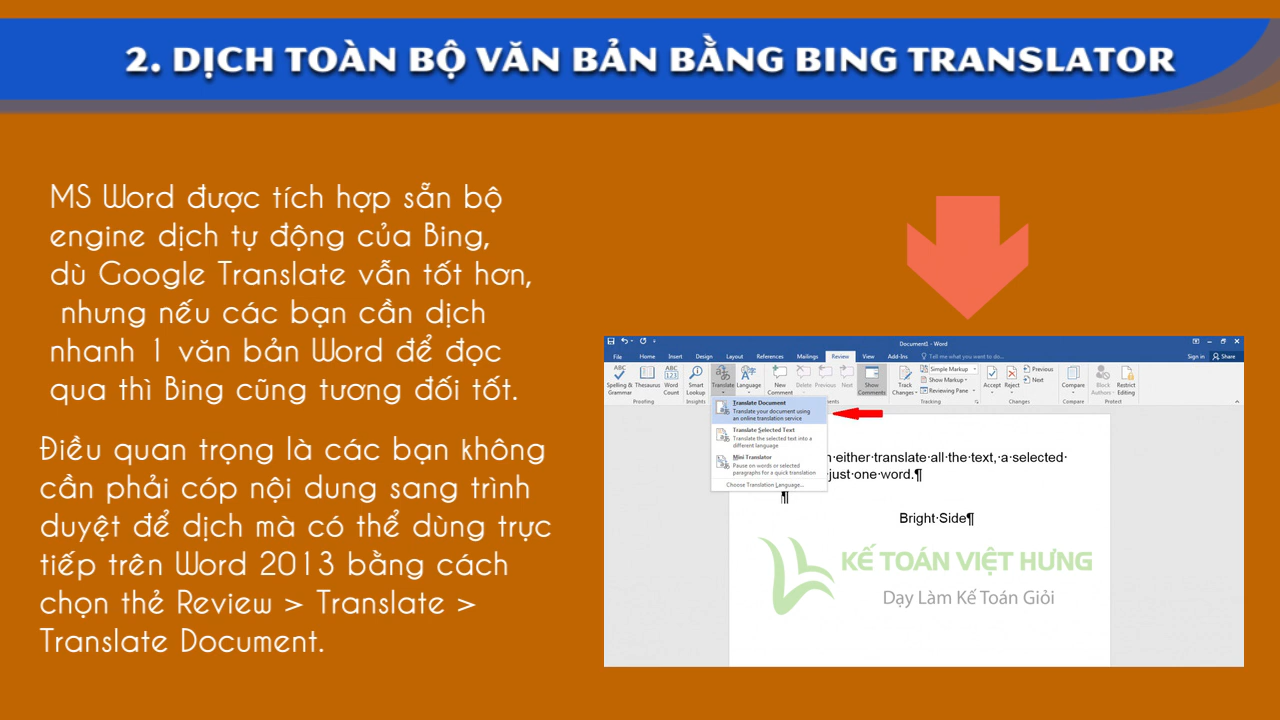 2. DỊCH TOÀN BỘ VĂN BẢN BẰNG BING TRANSLATOR
MS Word được tích hợp sẵn bộ
engine dịch tự động của Bing,
dù Google Translate vẫn tốt hơn,
nhưng nếu các bạn cần dịch
nhanh 1 văn bản Word để đọc
qua thì Bing cũng tương đối tốt.
Điều quan trọng là các bạn không
cần phải cóp nội dung sang trình
duyệt để dịch mà có thể dùng trực
tiếp trên Word 2013 bằng cách
chọn thẻ Review > Translate >
Translate Document.
Document1 - Word
File Home Insert Design Layout References Mailings Review View Add-Ins Tell me what you want to do... Sign in Share
Spelling & Grammar
Thesaurus
Word Count
Smart Lookup
Translate
Language
New Comment
Delete
Previous
Next
Show Comments
Track Changes
Simple Markup
Show Markup
Reviewing Pane
Accept
Reject
Previous
Next
Compare
Block Authors
Restrict Editing
Proofing Insights ents Tracking Changes Compare Protect
Translate Document
Translate your document using
an online translation service
Translate Selected Text
Translate the selected text into a
different language
Mini Translator
Pause on words or selected
paragraphs for a quick translation
Choose Translation Language...
n either·translate·all·the·text,·a·selected·
just·one·word.¶
¶
Bright·Side¶
KẾ TOÁN VIỆT HƯNG
Dạy Làm Kế Toán Giỏi